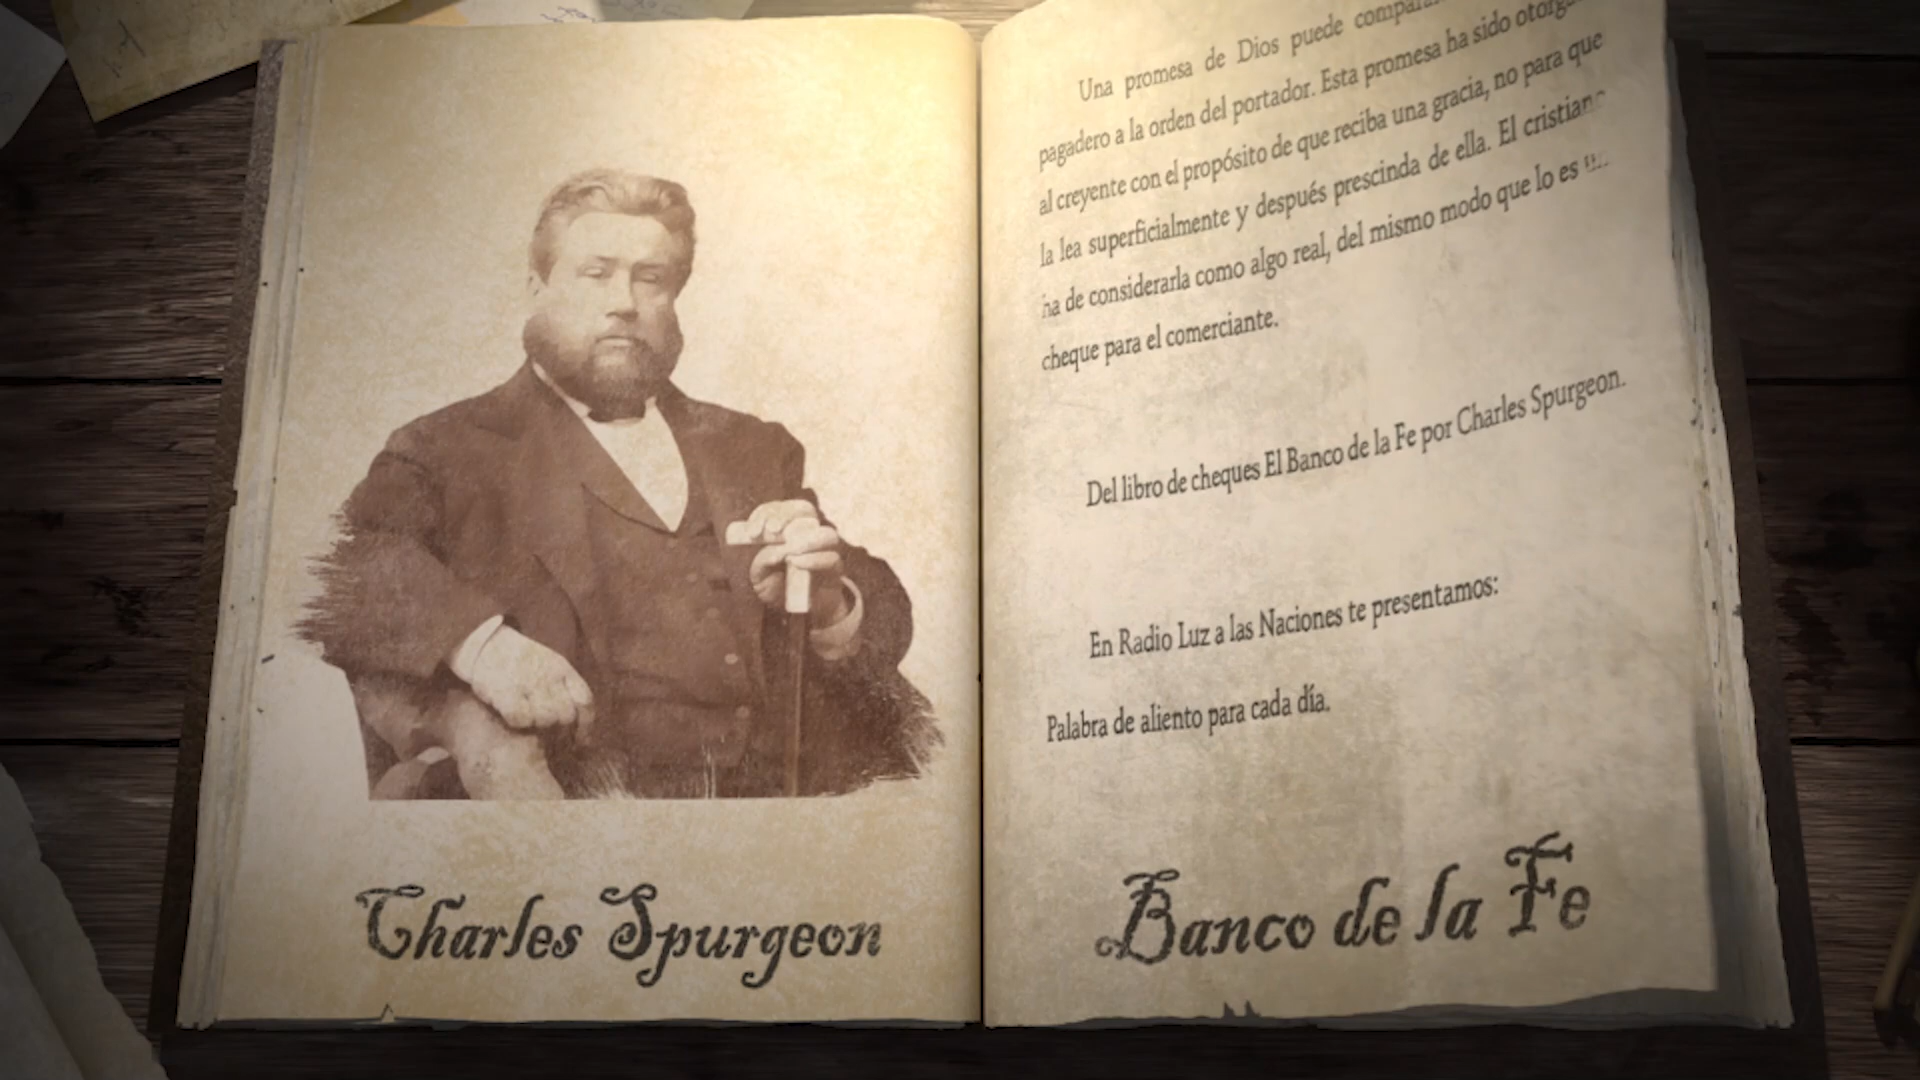 Charles Spurgeon
Una promesa de Dios puede
pagadero a la orden del portador. Esta promesa ha sido
al creyente con el propósito de que reciba una gracia, no para que
la lea superficialmente y después prescinda de ella. El cristiano
ha de considerarla como algo real, del mismo modo que lo es un
cheque para el comerciante.
Del libro de cheques El Banco de la Fe por Charles Spurgeon.
En Radio Luz a las Naciones te presentamos:
Palabra de aliento para cada día.
Banco de la Fe